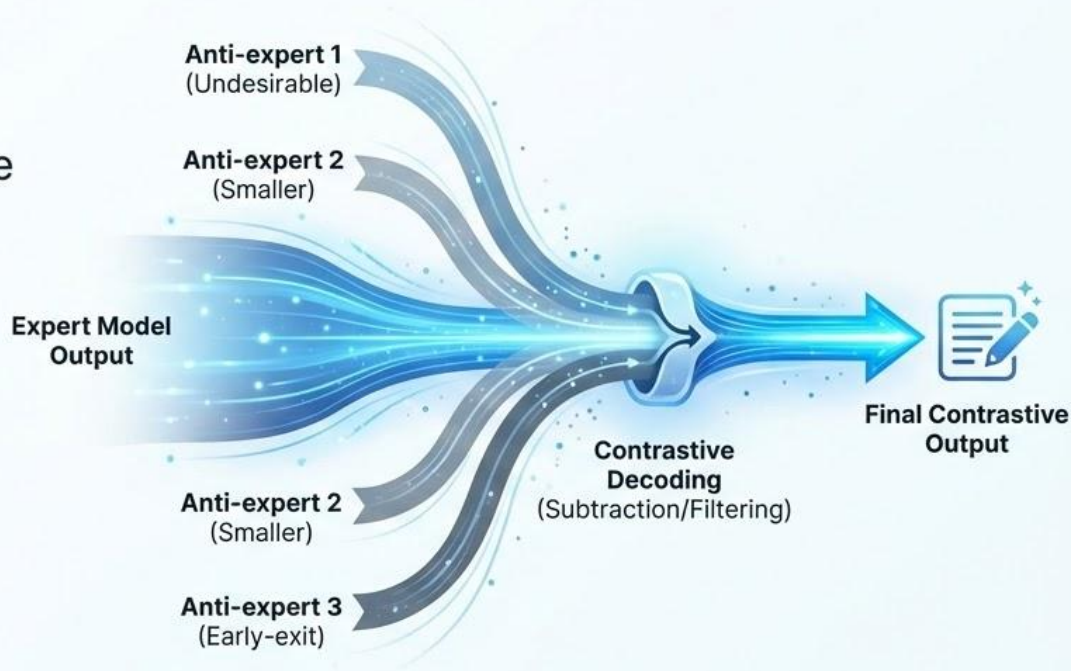 Anti-expert 1
(Undesirable)
Anti-expert 2
(Smaller)
Expert Model
Output
Anti-expert 2
(Smaller)
Anti-expert 3
(Early-exit)
Contrastive
Decoding
(Subtraction/Filtering)
Final Contrastive
Output